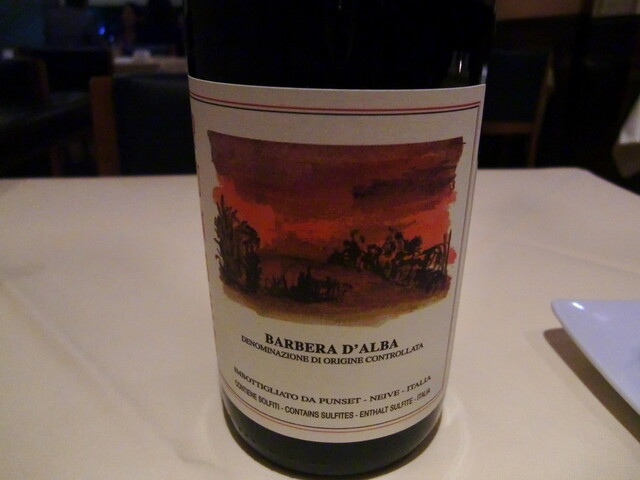 BARBERA D'ALBA
DENOMINAZIONE DI ORIGINE CONTROLLATA
IMBOTTIGLIATO DA PUNSET - NEIVE - ITALIA
CONTIENE SOLFITI - CONTAINS SULFITES - ENTHALT SULFITE - ITALIA